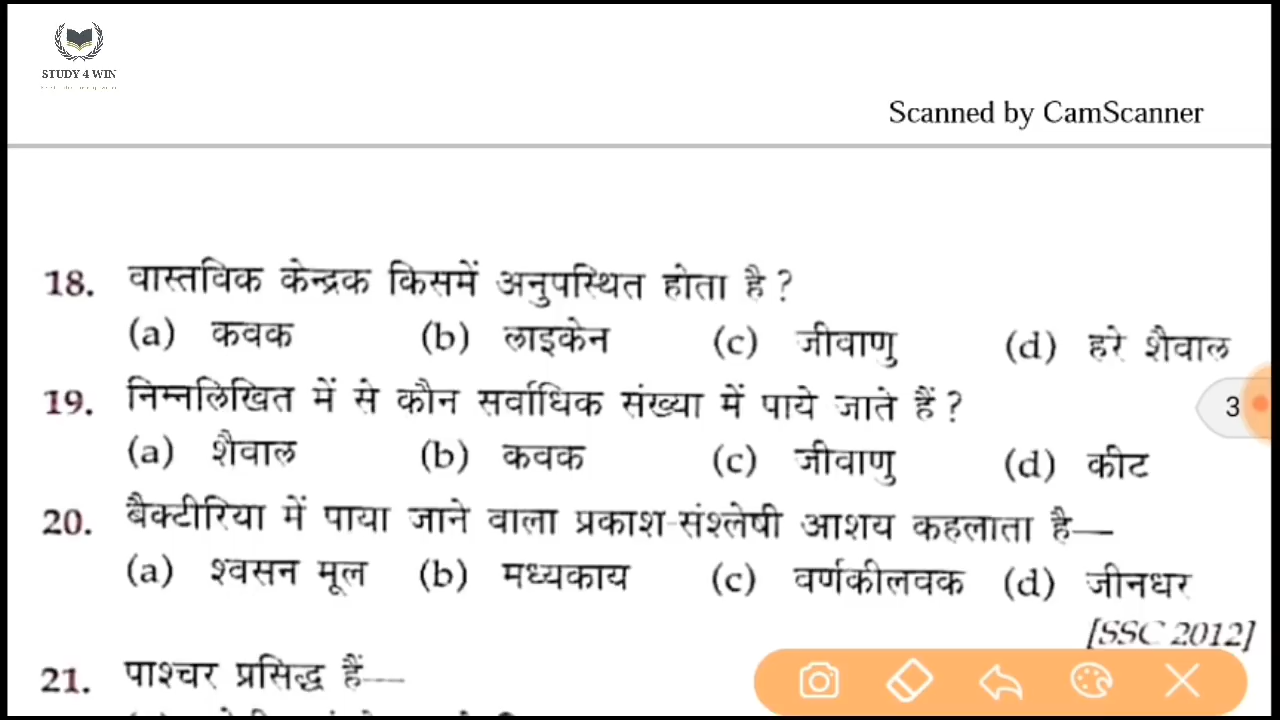 STUDY 4 WIN
Scanned by CamScanner
18. वास्तविक केन्द्रक किसमें अनुपस्थित होता है ?
(a) कवक (b) लाइकेन (c) जीवाणु (d) हरे शैवाल
19. निम्नलिखित में से कौन सर्वाधिक संख्या में पाये जाते हैं ?
(a) शैवाल (b) कवक (c) जीवाणु (d) कीट
3
20. बैक्टीरिया में पाया जाने वाला प्रकाश-संश्लेषी आशय कहलाता है—
(a) श्वसन मूल (b) मध्यकाय (c) वर्णकीलवक (d) जीनधर
[SSC 2012]
21. पाश्चर प्रसिद्ध हैं—